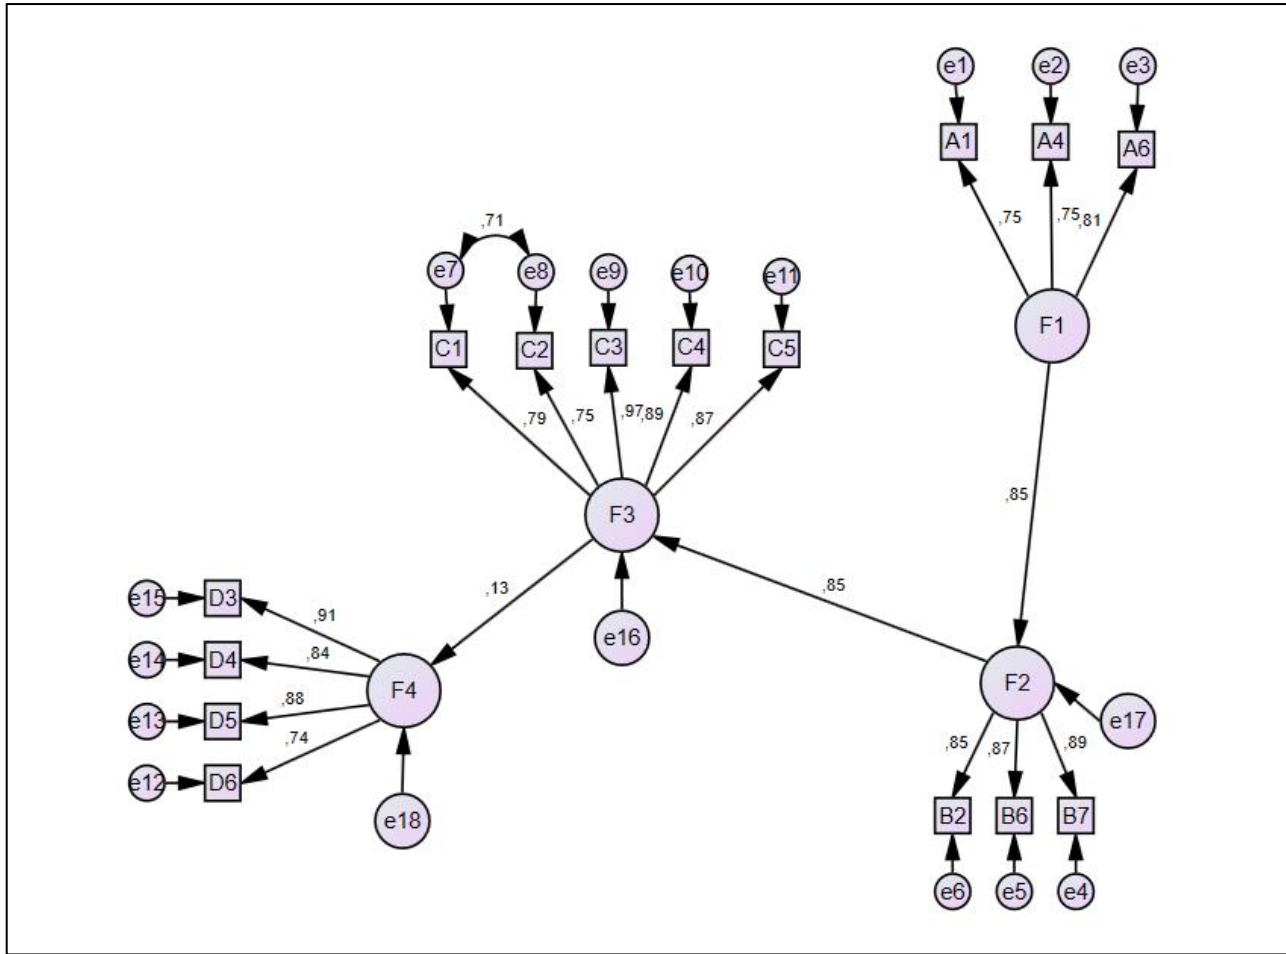 e1
e2
e3
A1
A4
A6
,75
,75
,81
F1
,71
e7
e8
e9
e10
e11
C1
C2
C3
C4
C5
,79
,75
,97
,89
,87
F3
,85
,85
,13
e16
e15
D3
,91
e14
D4
,84
e13
D5
,88
e12
D6
,74
F4
e18
F2
e17
,85
,87
,89
B2
B6
B7
e6
e5
e4